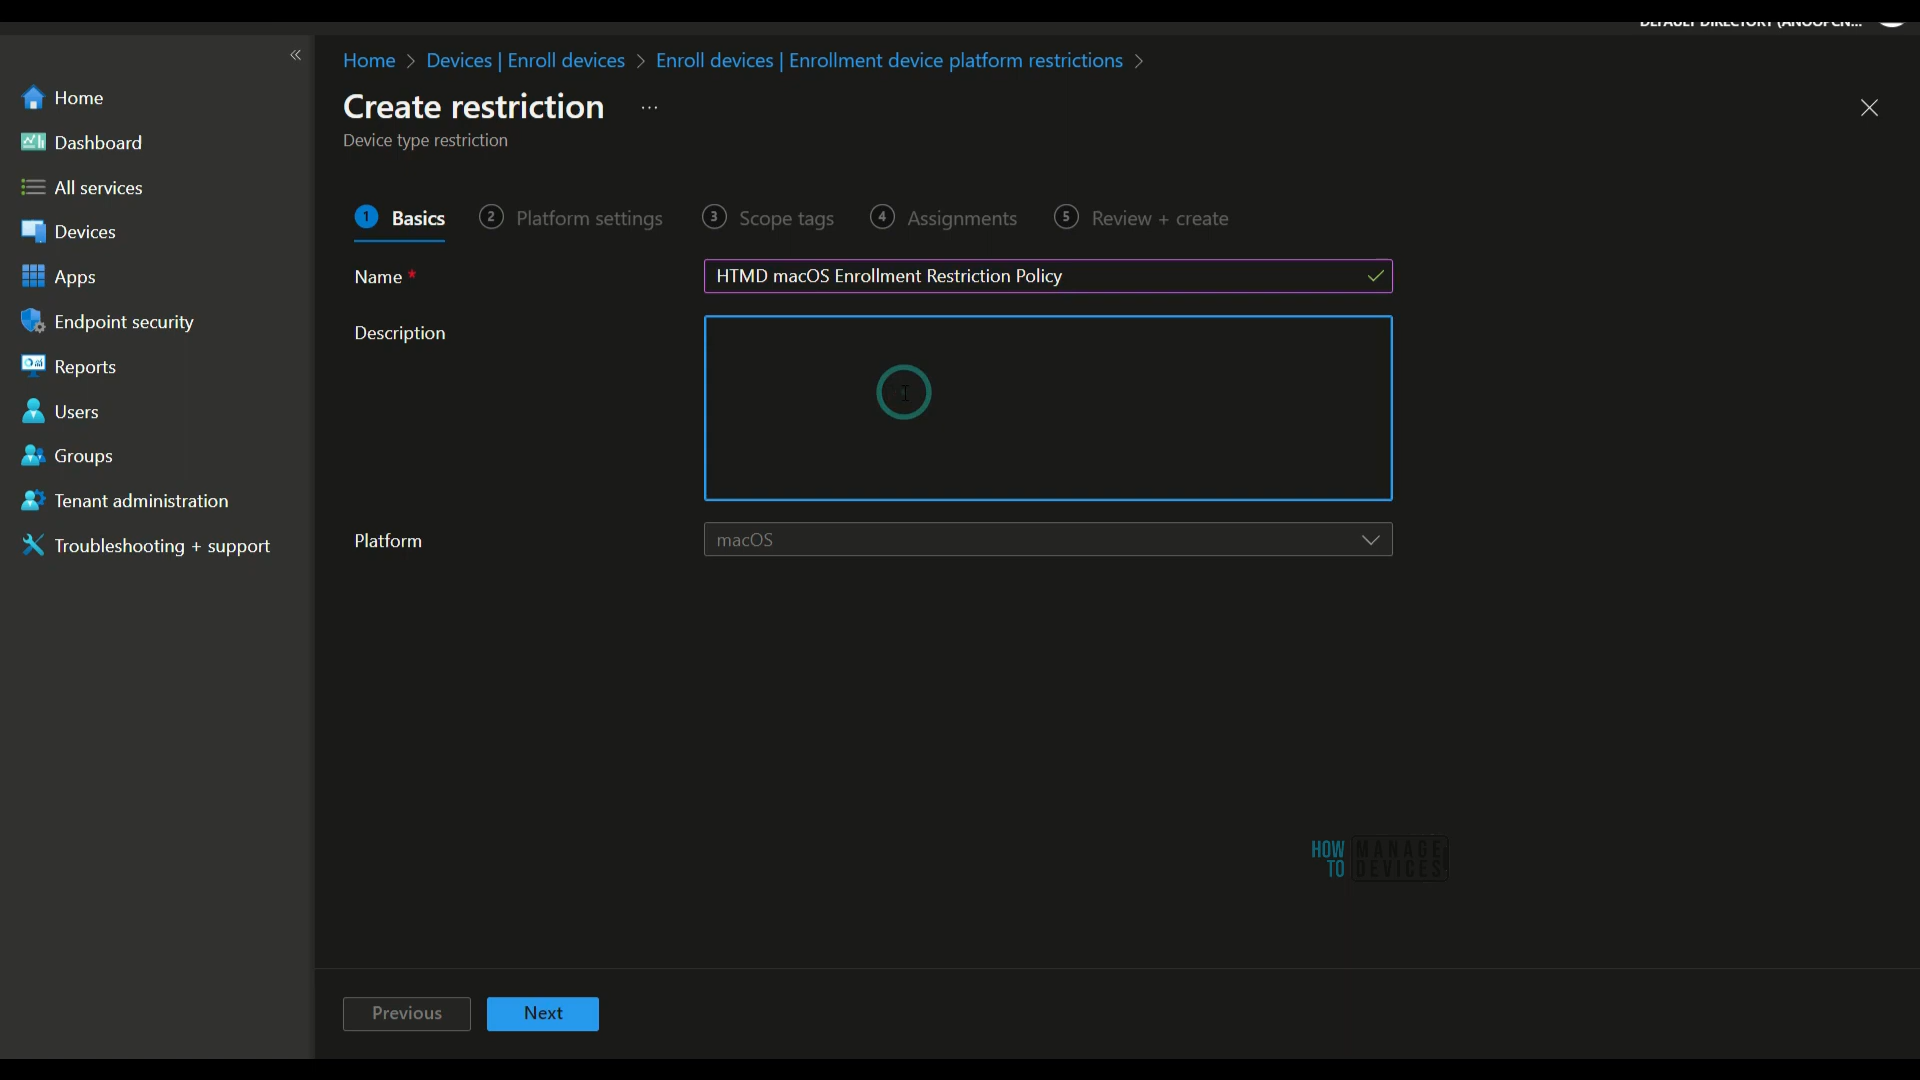 DEFAULT DIRECTORY (ANOOPCN...
Home > Devices | Enroll devices > Enroll devices | Enrollment device platform restrictions >
Create restriction ...
Device type restriction
Home
Dashboard
All services
Devices
Apps
Endpoint security
Reports
Users
Groups
Tenant administration
Troubleshooting + support
1 Basics 2 Platform settings 3 Scope tags 4 Assignments 5 Review + create
Name * HTMD macOS Enrollment Restriction Policy
Description
Platform macOS
HOW TO MANAGE DEVICES
Previous Next